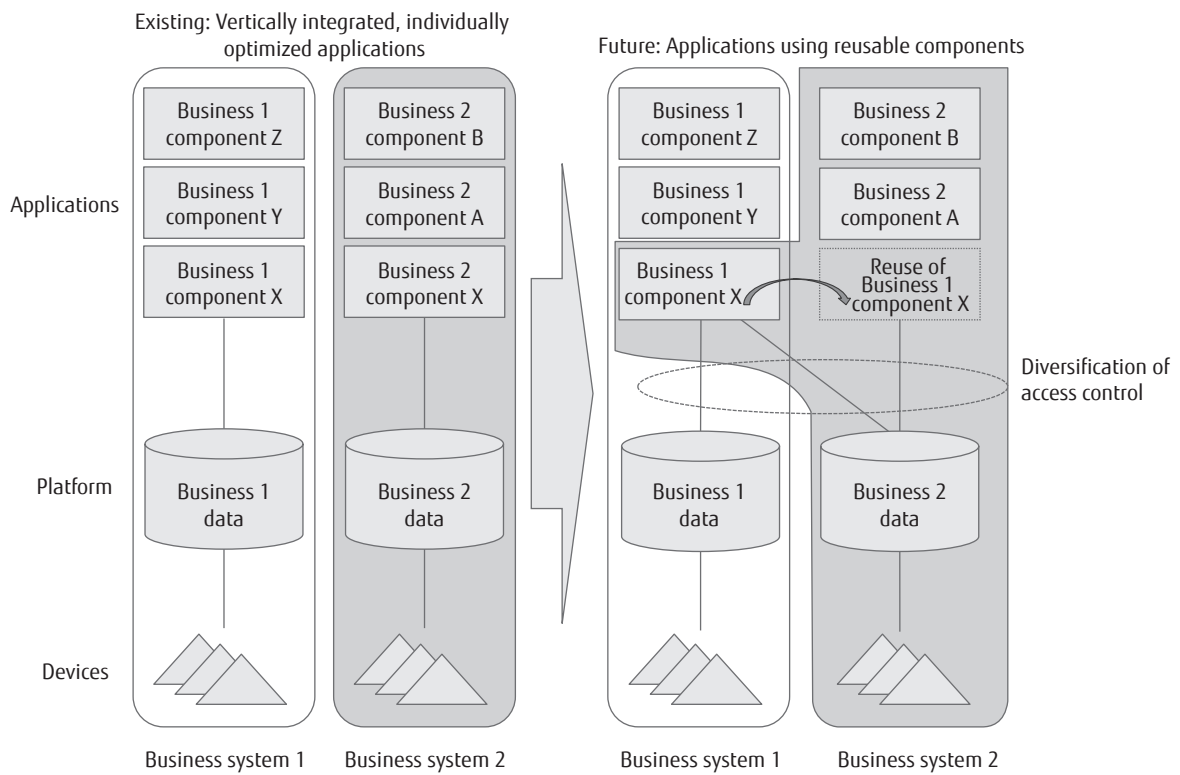 Existing: Vertically integrated, individually
optimized applications
Future: Applications using reusable components
Applications
Platform
Devices
Business 1
component Z
Business 1
component Y
Business 1
component X
Business 1
data
Business system 1
Business 2
component B
Business 2
component A
Business 2
component X
Business 2
data
Business system 2
Business 1
component Z
Business 1
component Y
Business 1
component X
Business 1
data
Business system 1
Business 2
component B
Business 2
component A
Reuse of
Business 1
component X
Business 2
data
Business system 2
Diversification of
access control